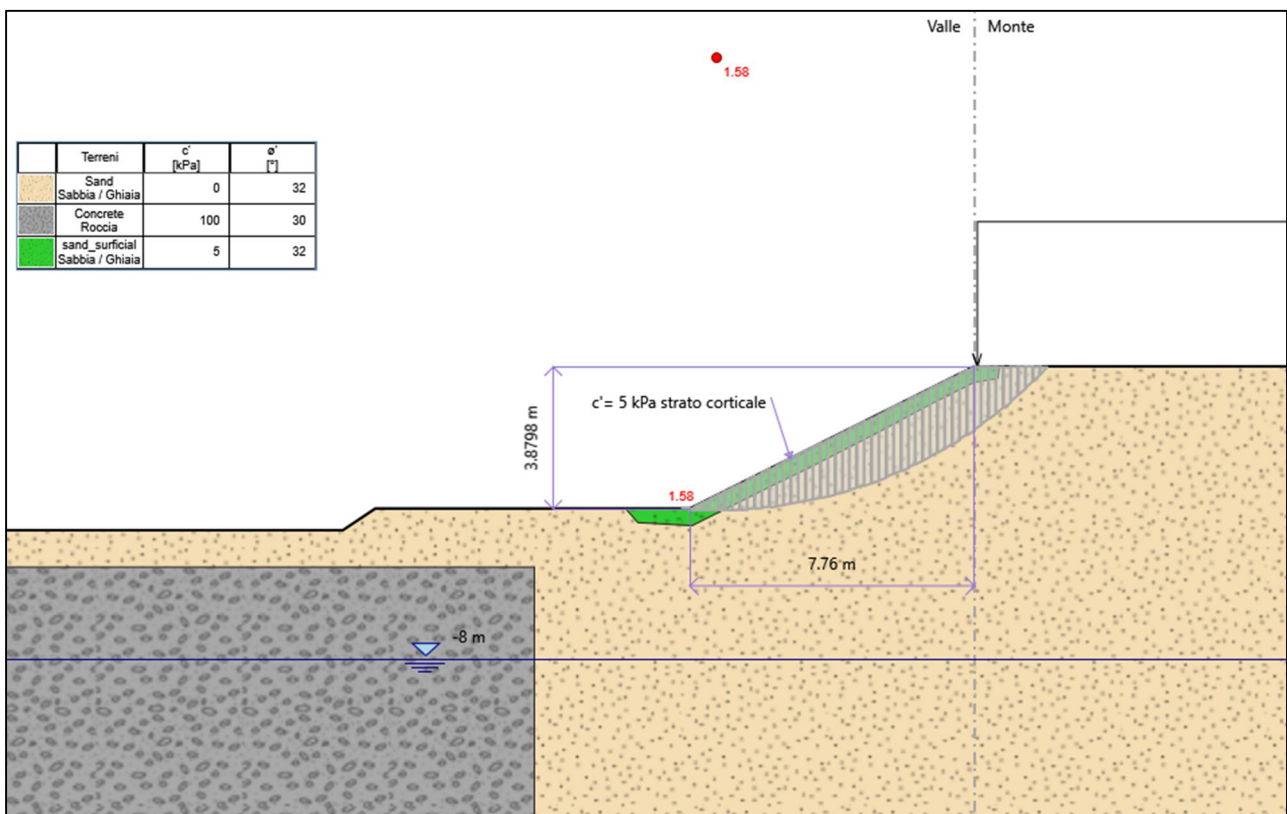 Valle Monte
1.58
Terreni c' [kPa] ø' [°]
Sand
Sabbia / Ghiaia 0 32
Concrete
Roccia 100 30
sand_surficial
Sabbia / Ghiaia 5 32
c'= 5 kPa strato corticale
3.8798 m
1.58
7.76 m
-8 m